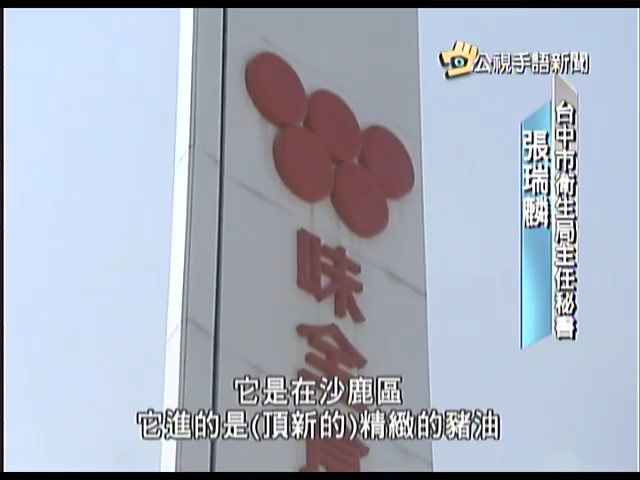 公視手語新聞
台中市衛生局主任秘書
張瑞麟
味全食
它是在沙鹿區
它進的是(頂新的)精緻的豬油